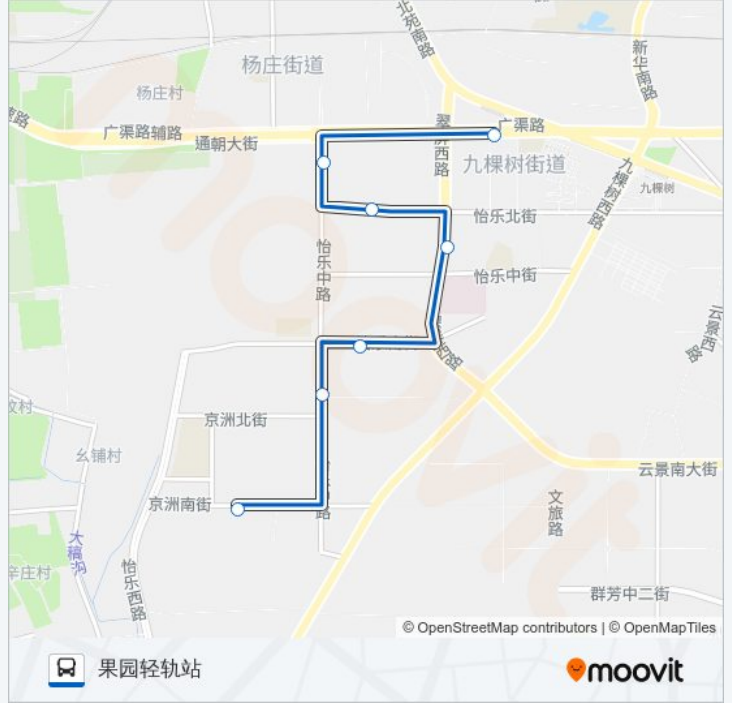 北苑南路
新华南路
杨庄街道
杨庄村
速路
广渠路辅路
通朝大街
广渠路
翠屏西路
九棵树街道
九棵树西路
九棵树
怡乐北街
怡乐中路
怡乐中街
云景西路
西路
京洲北街
幺铺村
云景南大街
京洲南街
路
文旅路
大稿沟
怡乐西路
辛庄村
群芳中二街
© OpenStreetMap contributors | © OpenMapTiles
果园轻轨站
moovit